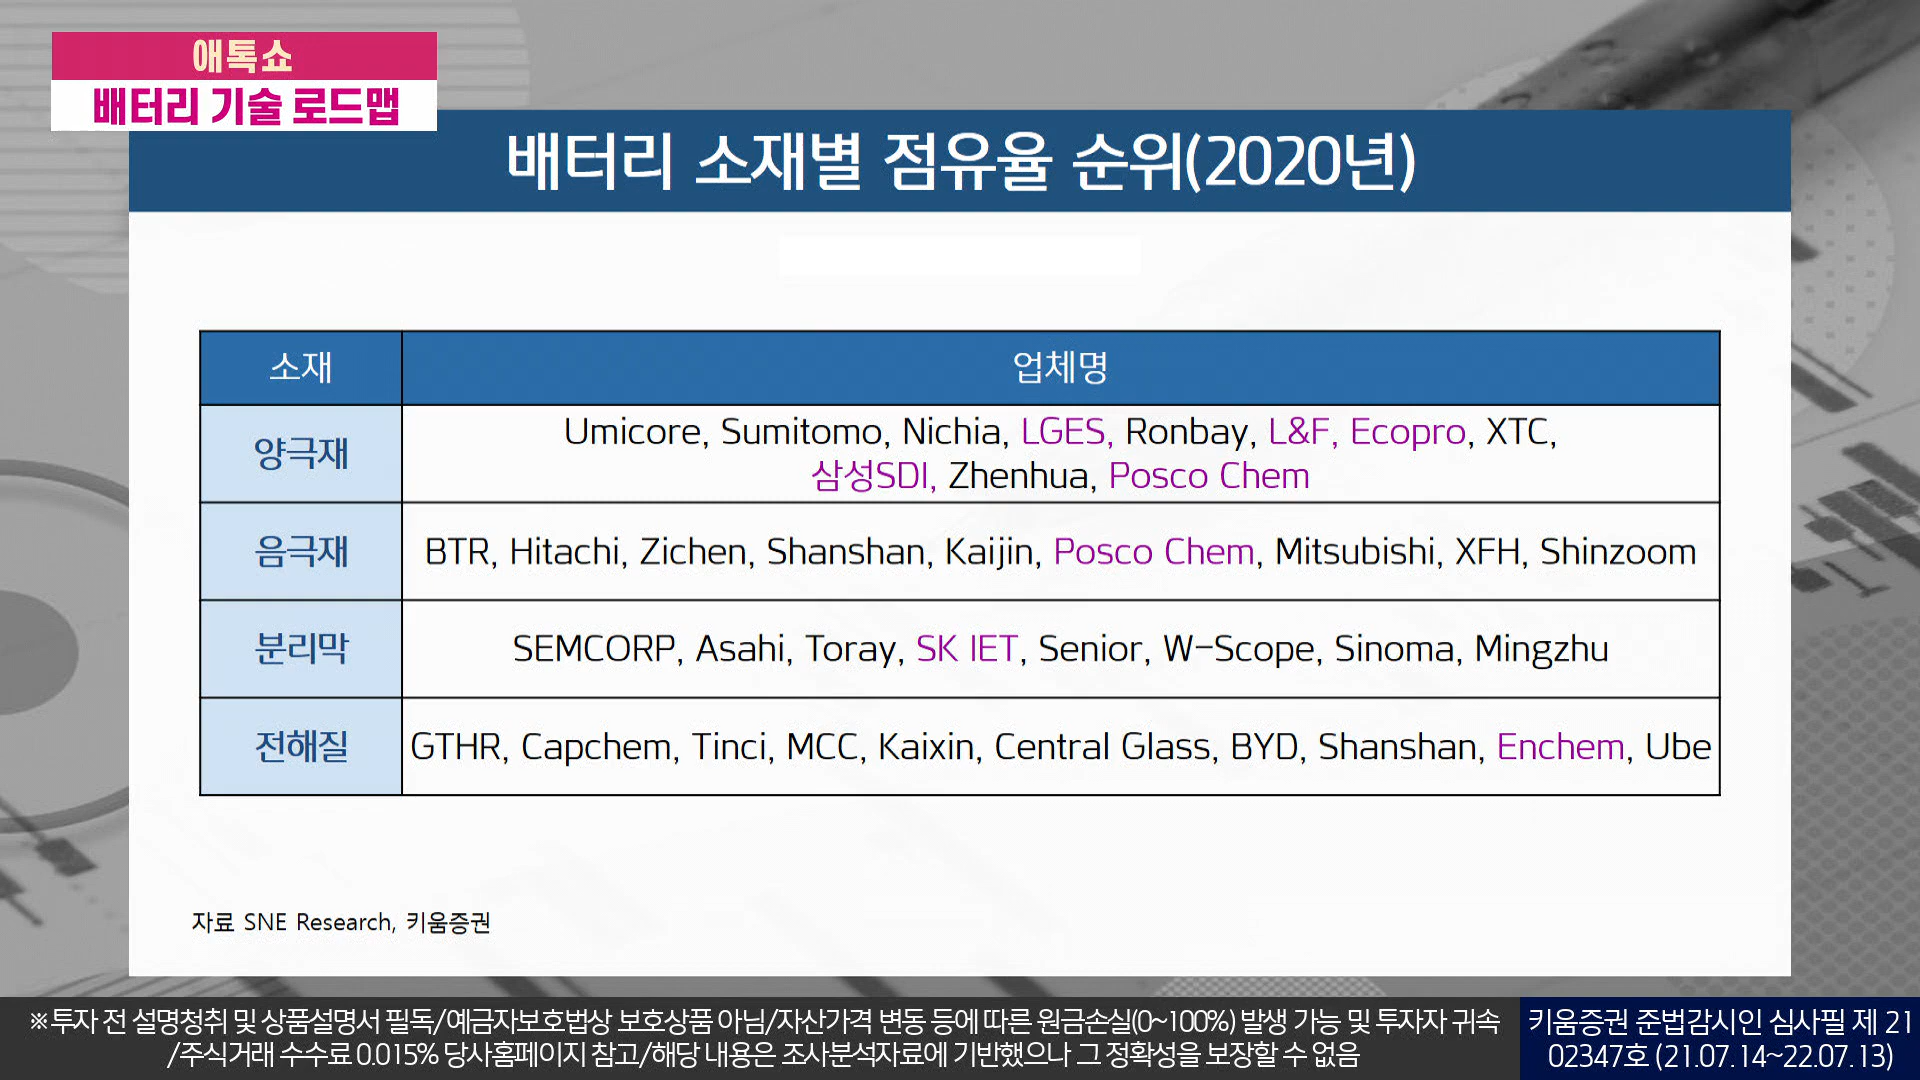 애톡쇼
배터리 기술 로드맵
배터리 소재별 점유율 순위(2020년)
소재
업체명
양극재
Umicore, Sumitomo, Nichia, LGES, Ronbay, L&F, Ecopro, XTC,
삼성SDI, Zhenhua, Posco Chem
음극재
BTR, Hitachi, Zichen, Shanshan, Kaijin, Posco Chem, Mitsubishi, XFH, Shinzoom
분리막
SEMCORP, Asahi, Toray, SK IET, Senior, W-Scope, Sinoma, Mingzhu
전해질
GTHR, Capchem, Tinci, MCC, Kaixin, Central Glass, BYD, Shanshan, Enchem, Ube
자료 SNE Research, 키움증권
※투자 전 설명청취 및 상품설명서 필독/예금자보호법상 보호상품 아님/자산가격 변동 등에 따른 원금손실(0~100%) 발생 가능 및 투자자 귀속
/주식거래 수수료 0.015% 당사홈페이지 참고/해당 내용은 조사분석자료에 기반했으나 그 정확성을 보장할 수 없음
키움증권 준법감시인 심사필 제 21
02347호 (21.07.14~22.07.13)